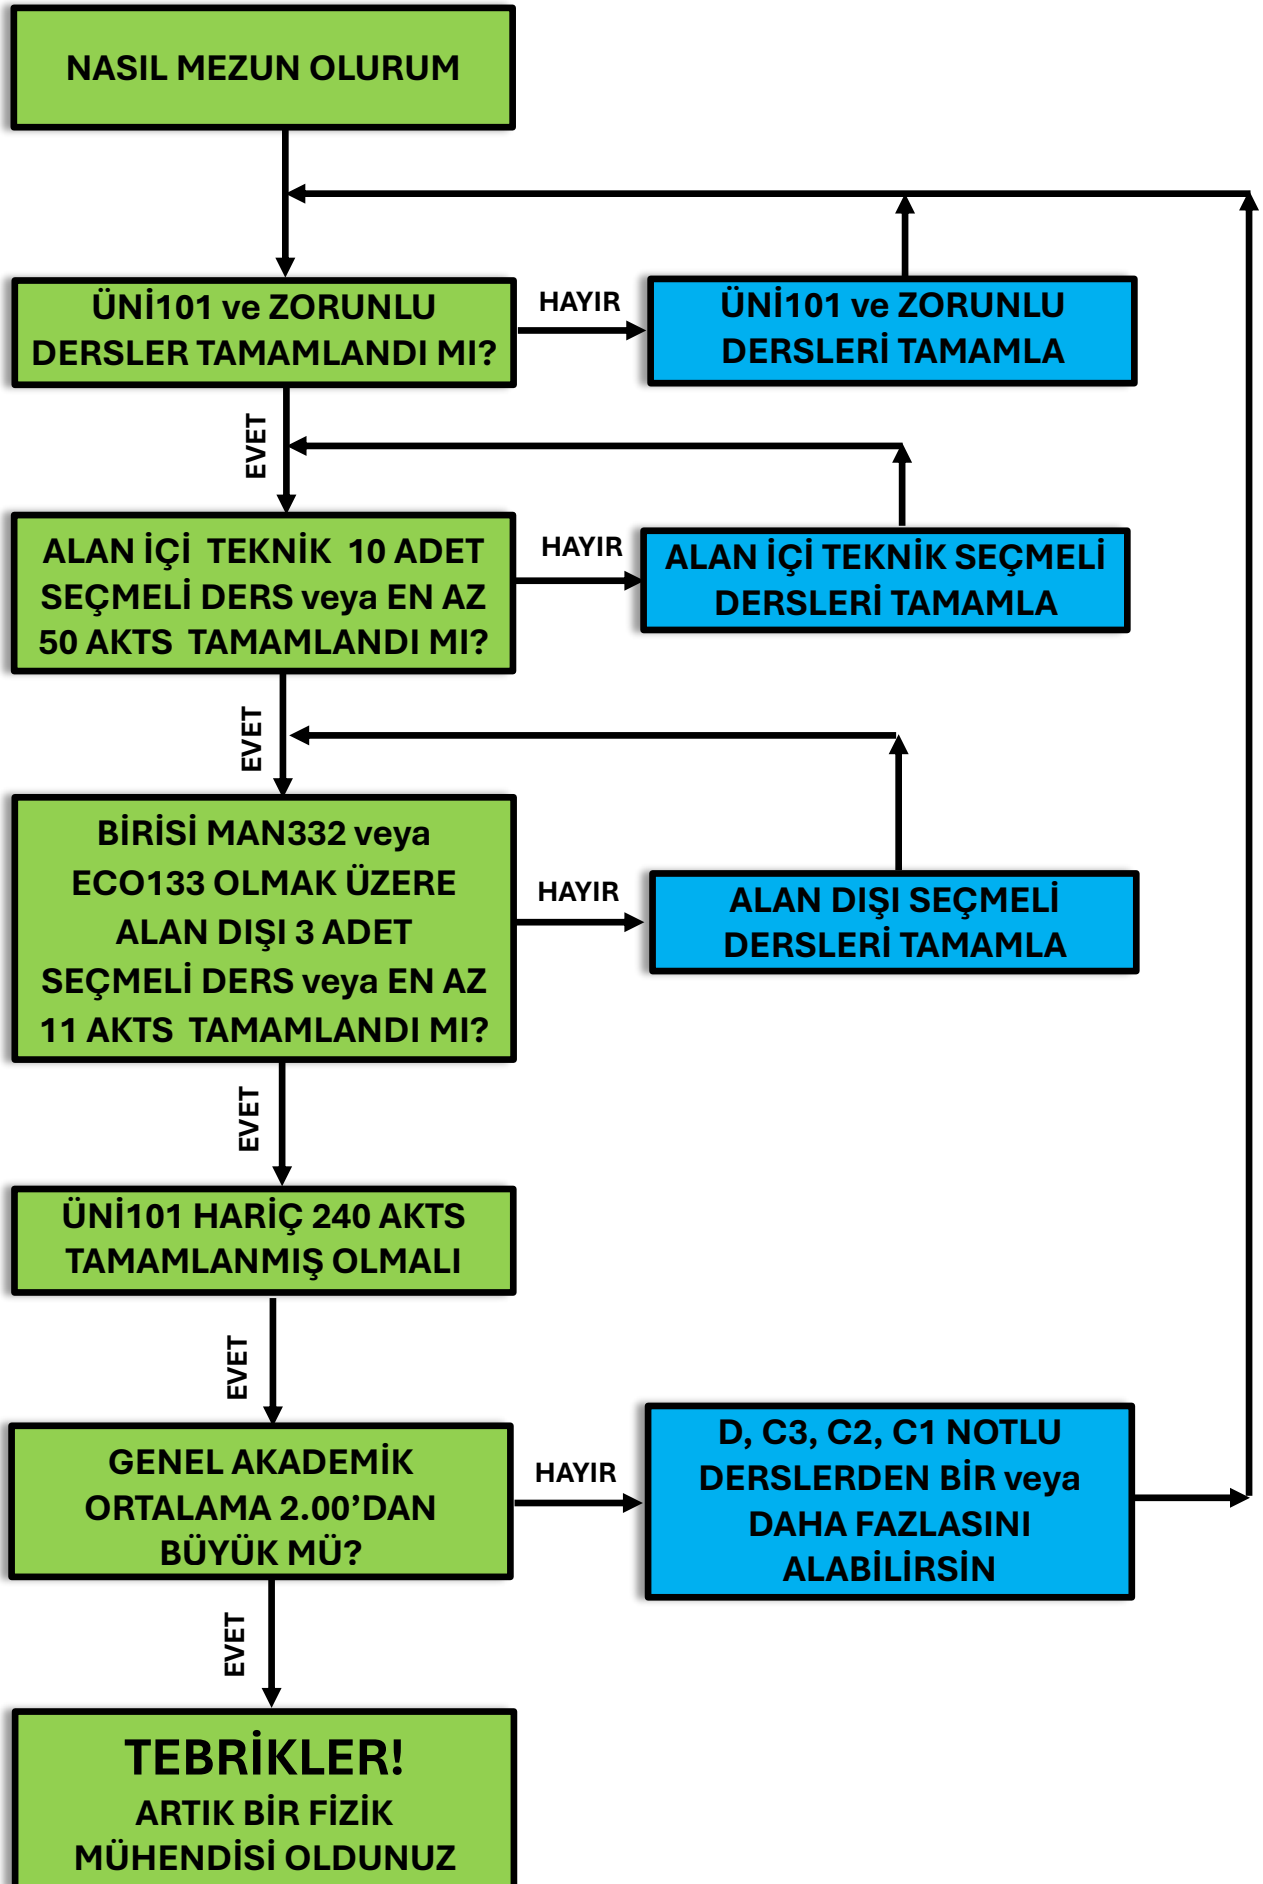 NASIL MEZUN OLURUM
ÜNİ101 ve ZORUNLU
DERSLER TAMAMLANDI MI?
HAYIR
ÜNİ101 ve ZORUNLU
DERSLERİ TAMAMLA
EVET
ALAN İÇİ TEKNİK 10 ADET
SEÇMELİ DERS veya EN AZ
50 AKTS TAMAMLANDI MI?
HAYIR
ALAN İÇİ TEKNİK SEÇMELİ
DERSLERİ TAMAMLA
EVET
BİRİSİ MAN332 veya
ECO133 OLMAK ÜZERE
ALAN DIŞI 3 ADET
SEÇMELİ DERS veya EN AZ
11 AKTS TAMAMLANDI MI?
HAYIR
ALAN DIŞI SEÇMELİ
DERSLERİ TAMAMLA
EVET
ÜNİ101 HARİÇ 240 AKTS
TAMAMLANMIŞ OLMALI
EVET
GENEL AKADEMİK
ORTALAMA 2.00’DAN
BÜYÜK MÜ?
HAYIR
D, C3, C2, C1 NOTLU
DERSLERDEN BİR veya
DAHA FAZLASINI
ALABİLİRSİN
EVET
TEBRİKLER!
ARTIK BİR FİZİK
MÜHENDİSİ OLDUNUZ